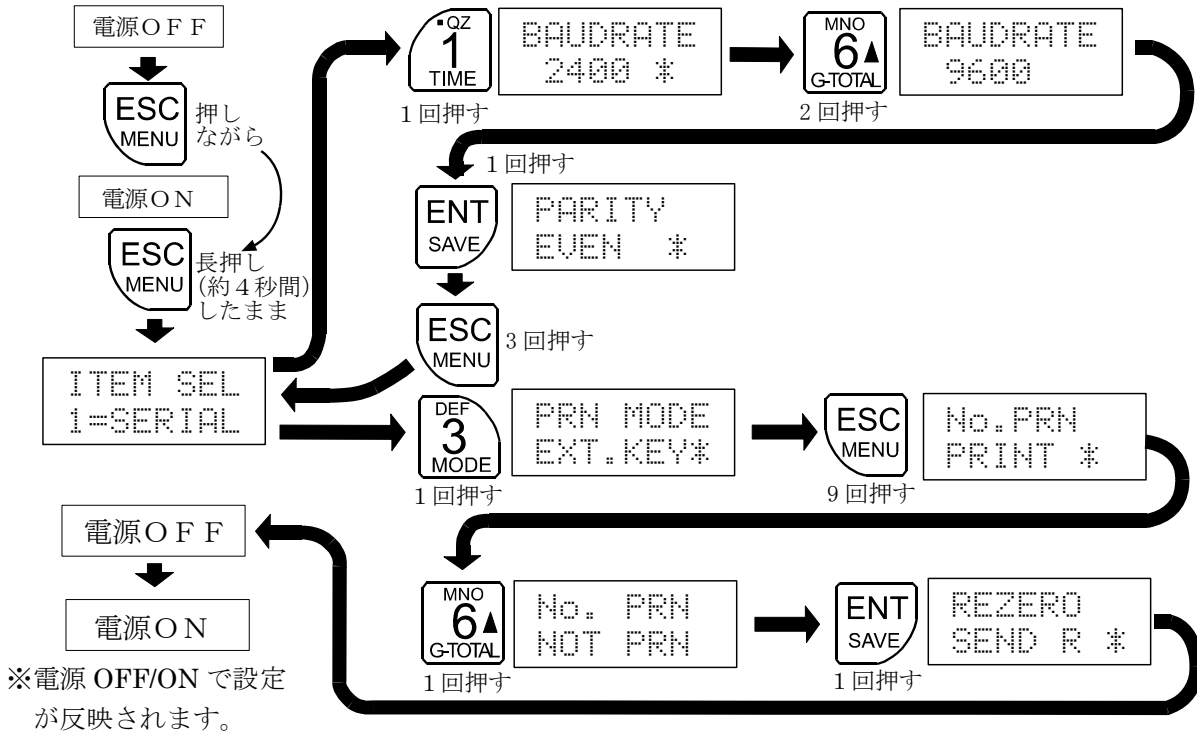 電源ＯＦＦ
ESC
MENU
押し
ながら
電源ＯＮ
ESC
MENU
長押し
(約４秒間)
したまま
ITEM SEL
1=SERIAL
▪QZ
1
TIME
１回押す
BAUDRATE
2400 *
MNO
6▲
G-TOTAL
２回押す
BAUDRATE
9600
１回押す
ENT
SAVE
PARITY
EVEN *
ESC
MENU
３回押す
DEF
3
MODE
１回押す
PRN MODE
EXT.KEY*
ESC
MENU
９回押す
No.PRN
PRINT *
MNO
6▲
G-TOTAL
１回押す
No. PRN
NOT PRN
ENT
SAVE
１回押す
REZERO
SEND R *
電源ＯＦＦ
電源ＯＮ
※電源 OFF/ON で設定
が反映されます。